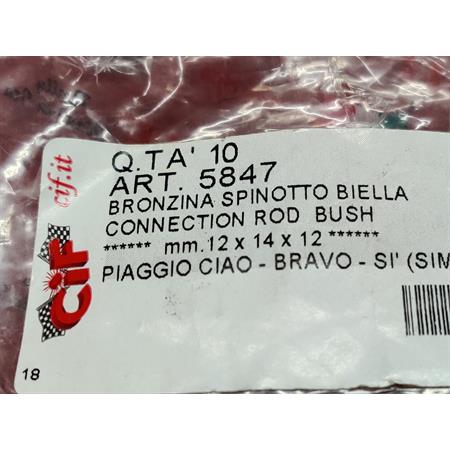 Q.TA' 10
ART. 5847
BRONZINA SPINOTTO BIELLA
CONNECTION ROD BUSH
****** mm.12 x 14 x 12 ******
PIAGGIO CIAO - BRAVO - SI' (SIM
cif.it
CIF
18